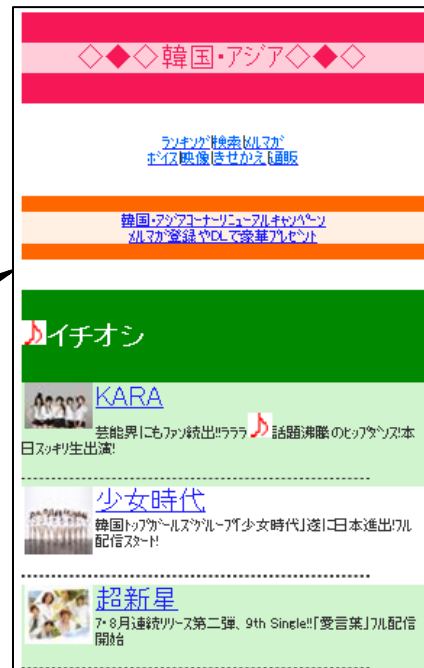 ◇◆◇韓国・アジア◇◆◇
ランキング|検索|メルマガ
ボイス|映像|きせかえ|通販
韓国・アジアコーナーリニューアルキャンペーン
メルマガ登録やDLで豪華プレゼント
♪イチオシ
KARA
芸能界にもファン続出!!ラララ♪話題沸騰のヒップダンス!本
日スッキリ生出演!
少女時代
韓国トップガールズグループ「少女時代」遂に日本進出!フル
配信スタート!
超新星
7・8月連続リリース第二弾、9th Single!!「愛言葉」フル配信
開始